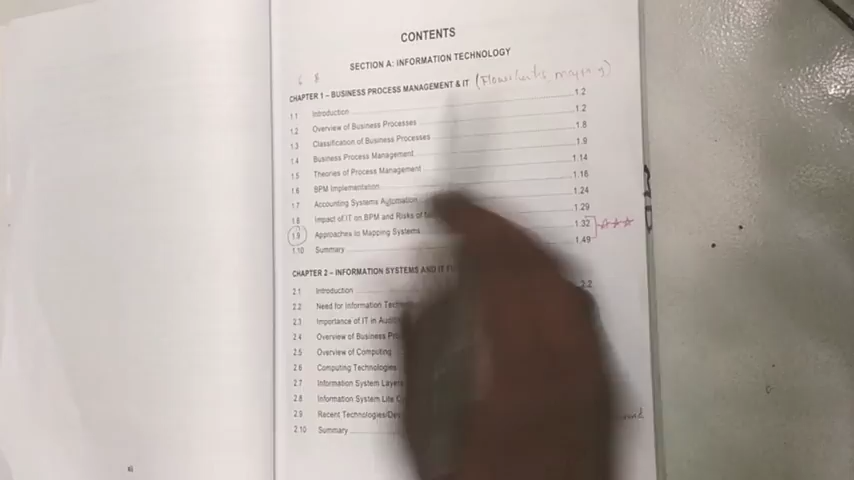 CONTENTS
SECTION A: INFORMATION TECHNOLOGY
CHAPTER 1 – BUSINESS PROCESS MANAGEMENT & IT
1.1 Introduction 1.2
1.2 Overview of Business Processes 1.2
1.3 Classification of Business Processes 1.8
1.4 Business Process Management 1.9
1.5 Theories of Process Management 1.14
1.6 BPM Implementation 1.16
1.7 Accounting Systems Automation 1.24
1.8 Impact of IT on BPM and Risks of 1.29
1.9 Approaches to Mapping Systems 1.32
1.10 Summary 1.49
CHAPTER 2 – INFORMATION SYSTEMS AND IT
2.1 Introduction 2.2
2.2 Need for Information
2.3 Importance of IT in
2.4 Overview of Business
2.5 Overview of Computing
2.6 Computing Technologies
2.7 Information System Layers
2.8 Information System Life
2.9 Recent Technologies/
2.10 Summary